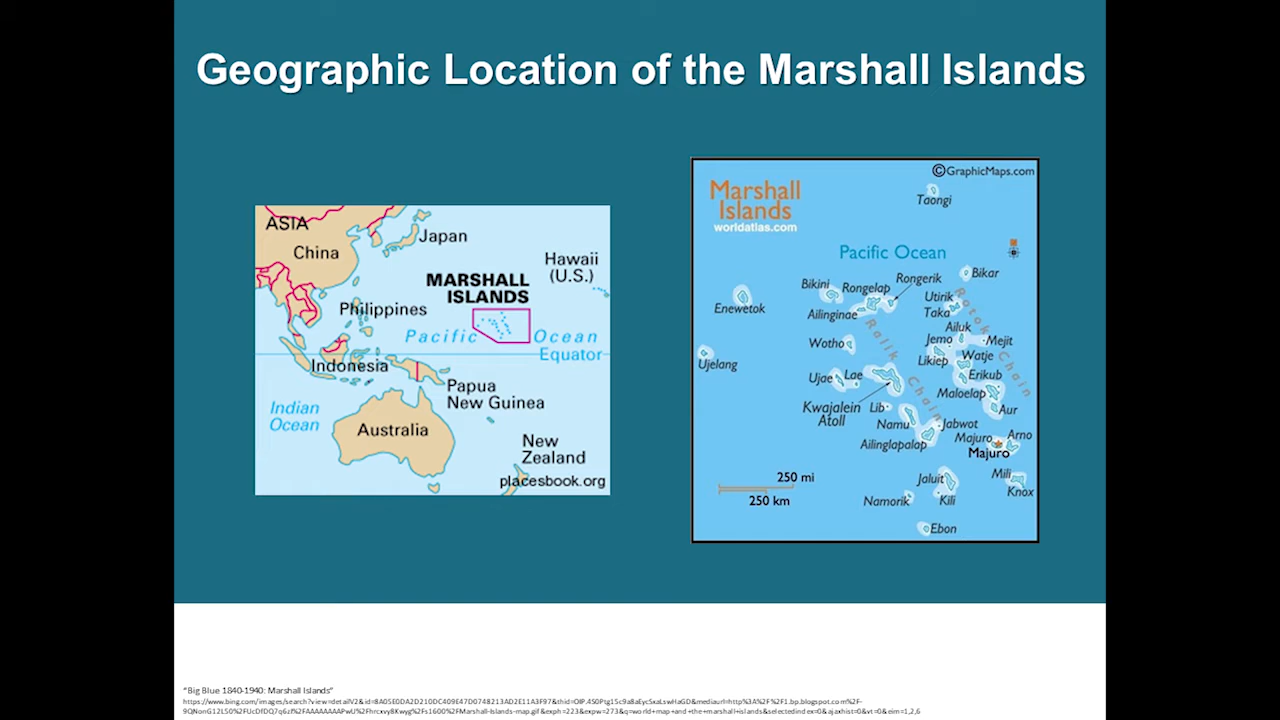 Geographic Location of the Marshall Islands
ASIA
China
Japan
Hawaii
(U.S.)
MARSHALL
ISLANDS
Philippines
Pacific Ocean
Equator
Indonesia
Papua
New Guinea
Indian
Ocean
Australia
New
Zealand
placesbook.org
©GraphicMaps.com
Marshall
Islands
worldatlas.com
Taongi
Pacific Ocean
Bikar
Rongerik
Bikini
Rongelap
Enewetok
Ailinginae
Utirik
Taka
Ratok Chain
Ralik Chain
Ailuk
Jemo
Mejit
Wotho
Likiep
Watje
Ujelang
Ujae
Lae
Erikub
Maloelap
Kwajalein
Atoll
Lib
Aur
Namu
Jabwot
Majuro
Arno
Ailinglapalap
Majuro
250 mi
250 km
Jaluit
Mili
Knox
Namorik
Kili
Ebon
"Big Blue 1840-1940: Marshall Islands"